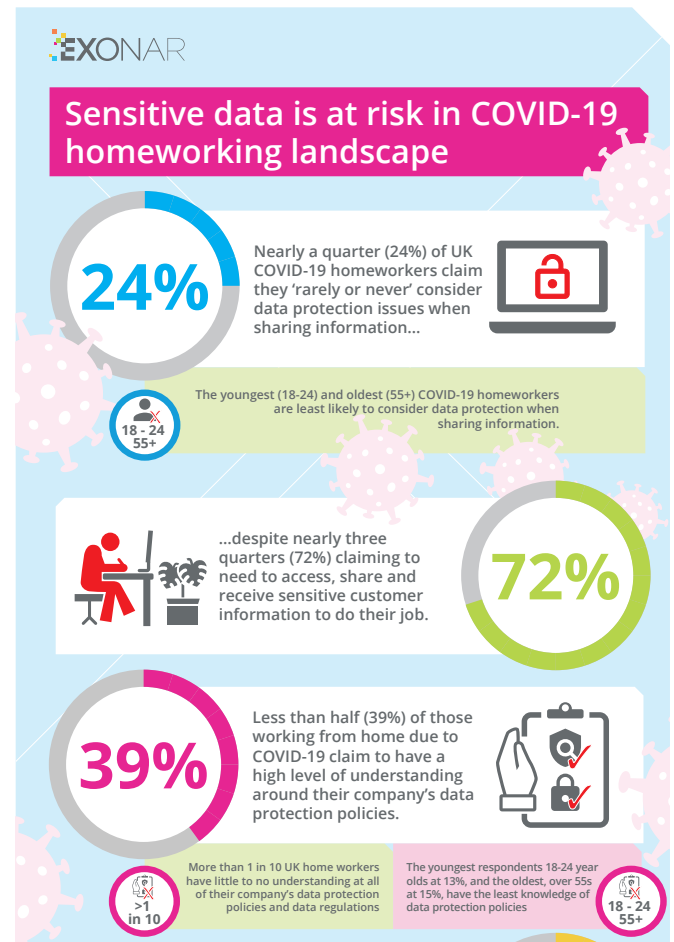 EXONAR
Sensitive data is at risk in COVID-19
homeworking landscape
24%
Nearly a quarter (24%) of UK
COVID-19 homeworkers claim
they ‘rarely or never’ consider
data protection issues when
sharing information...
18 - 24
55+
The youngest (18-24) and oldest (55+) COVID-19 homeworkers
are least likely to consider data protection when
sharing information.
...despite nearly three
quarters (72%) claiming to
need to access, share and
receive sensitive customer
information to do their job.
72%
39%
Less than half (39%) of those
working from home due to
COVID-19 claim to have a
high level of understanding
around their company’s data
protection policies.
>1
in 10
More than 1 in 10 UK home workers
have little to no understanding at all
of their company’s data protection
policies and data regulations
The youngest respondents 18-24 year
olds at 13%, and the oldest, over 55s
at 15%, have the least knowledge of
data protection policies
18 - 24
55+